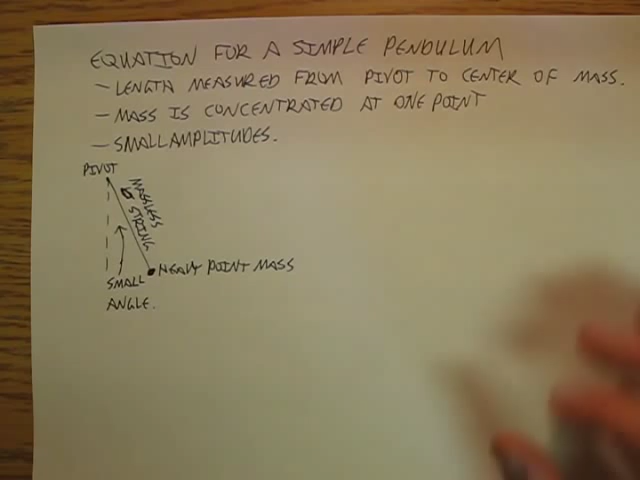 EQUATION FOR A SIMPLE PENDULUM
- LENGTH MEASURED FROM PIVOT TO CENTER OF MASS.
- MASS IS CONCENTRATED AT ONE POINT
- SMALL AMPLITUDES.
PIVOT
MASSLESS
STRING
HEAVY POINT MASS
SMALL
ANGLE.